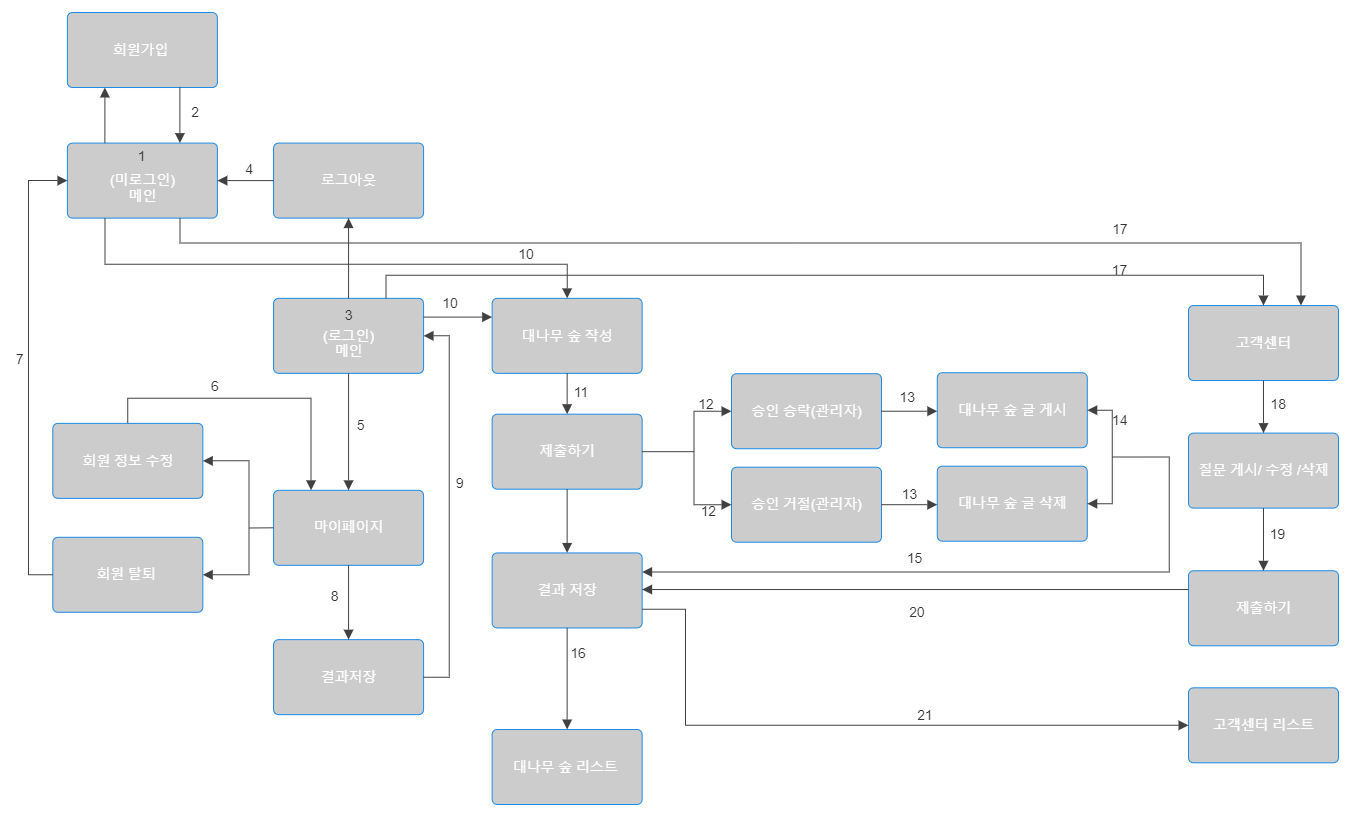 회원가입
2
1
(미로그인)
메인
4
로그아웃
17
10
17
3
(로그인)
메인
10
대나무 숲 작성
고객센터
7
6
5
11
12
승인 승락(관리자)
13
대나무 숲 글 게시
14
18
회원 정보 수정
제출하기
질문 게시/ 수정 /삭제
9
12
승인 거절(관리자)
13
대나무 숲 글 삭제
마이페이지
19
회원 탈퇴
8
결과 저장
15
20
제출하기
16
결과저장
21
고객센터 리스트
대나무 숲 리스트